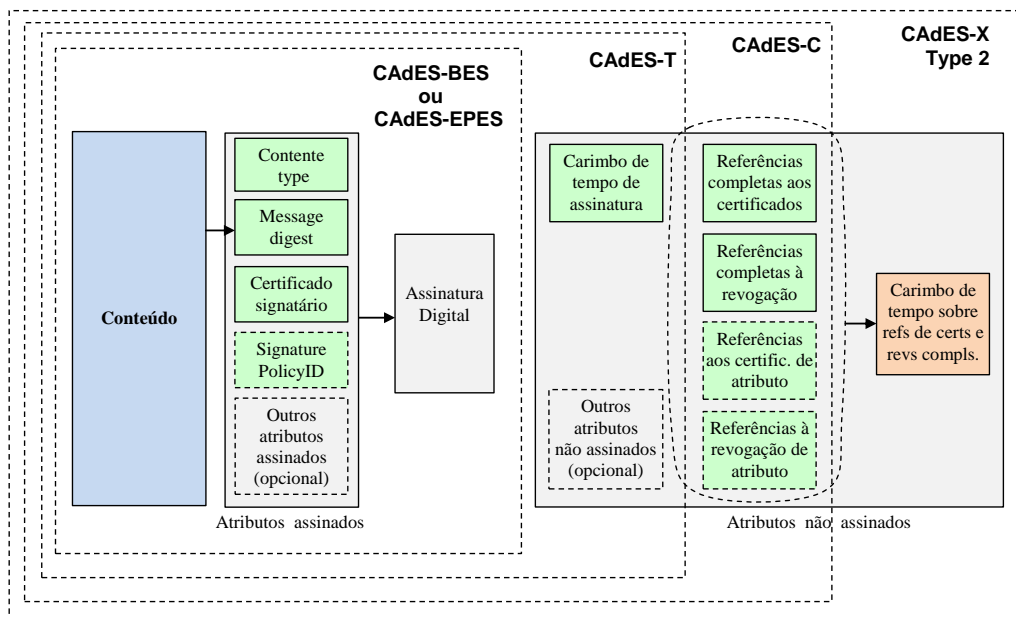 CAdES-X
Type 2
CAdES-C
CAdES-T
CAdES-BES
ou
CAdES-EPES
Conteúdo
Contente
type
Message
digest
Certificado
signatário
Signature
PolicyID
Outros
atributos
assinados
(opcional)
Atributos assinados
Assinatura
Digital
Carimbo de
tempo de
assinatura
Outros
atributos
não assinados
(opcional)
Referências
completas aos
certificados
Referências
completas à
revogação
Referências
aos certific. de
atributo
Referências à
revogação de
atributo
Carimbo de
tempo sobre
refs de certs e
revs compls.
Atributos não assinados